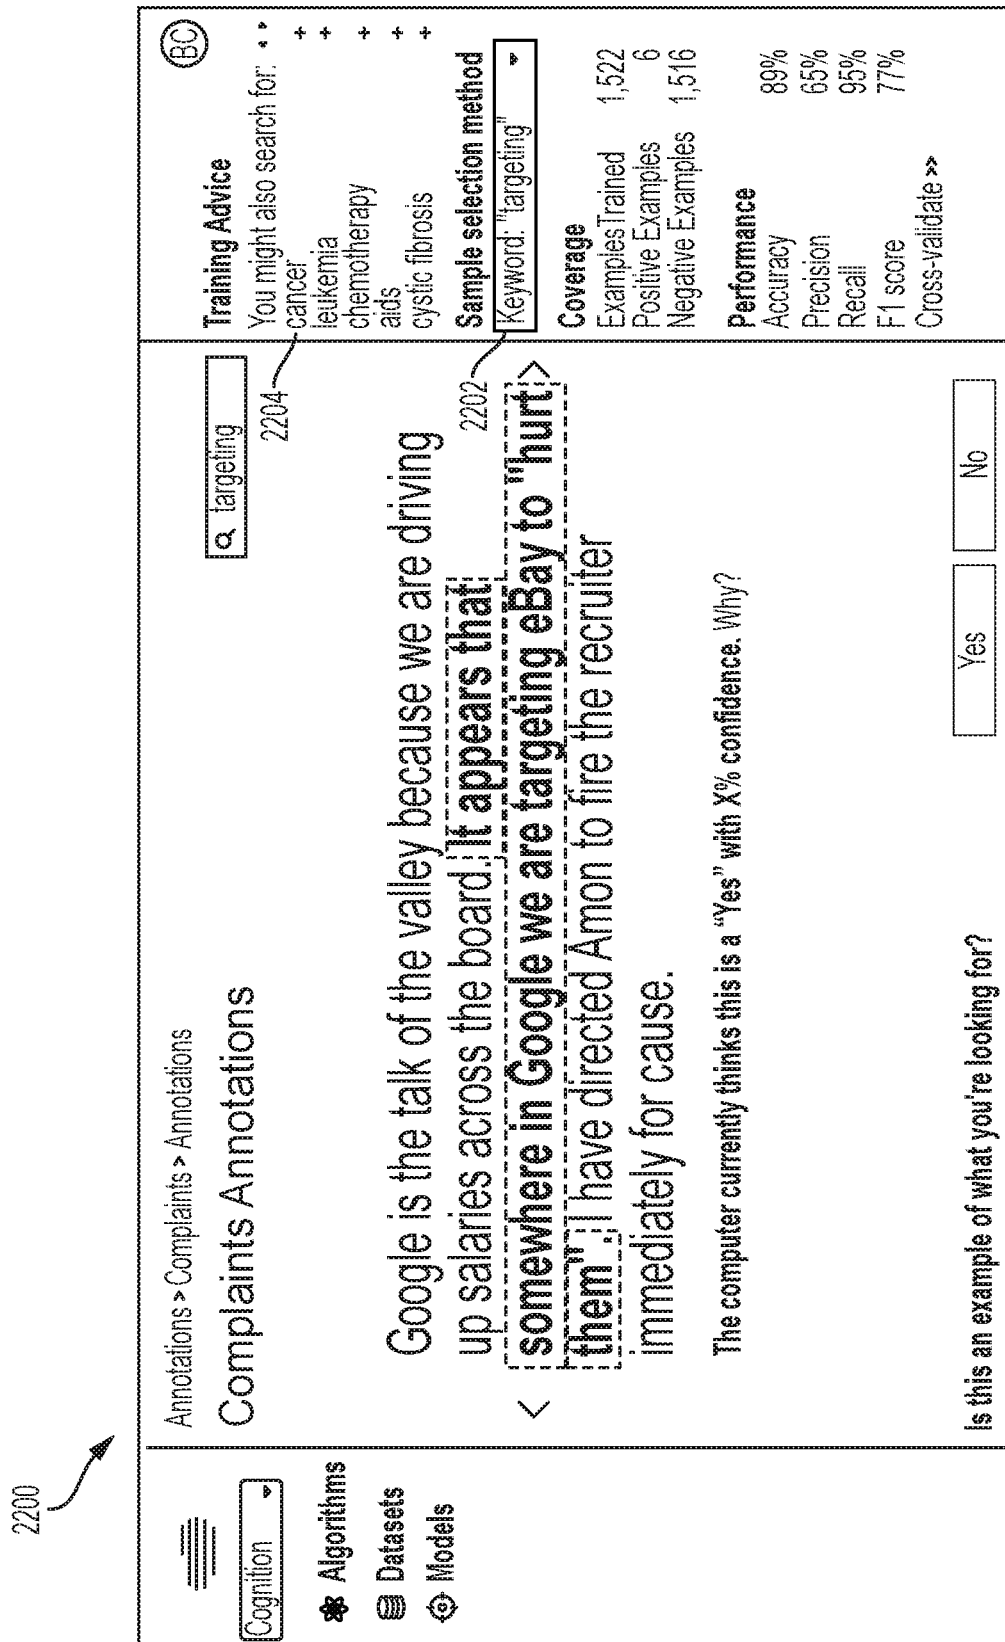 2200
Cognition
Algorithms
Datasets
Models
Annotations > Complaints > Annotations
Complaints Annotations
targeting
Google is the talk of the valley because we are driving
up salaries across the board. It appears that
somewhere in Google we are targeting eBay to "hurt
them". I have directed Arnon to fire the recruiter
immediately for cause.
The computer currently thinks this is a “Yes” with X% confidence. Why?
Is this an example of what you're looking for?
Yes
No
BC
Training Advice
You might also search for:
2204
cancer +
leukemia +
chemotherapy +
aids +
cystic fibrosis +
Sample selection method
2202
Keyword: "targeting"
Coverage
ExamplesTrained 1,522
Positive Examples 6
Negative Examples 1,516
Performance
Accuracy 89%
Precision 65%
Recall 95%
F1 score 77%
Cross-validate >>